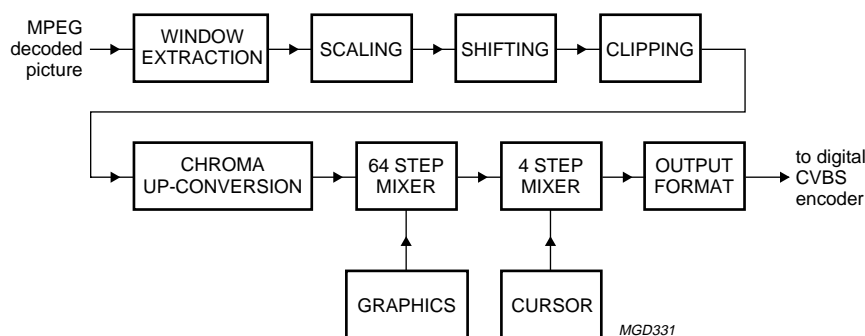 MPEG
decoded
picture
WINDOW
EXTRACTION
SCALING
SHIFTING
CLIPPING
CHROMA
UP-CONVERSION
64 STEP
MIXER
4 STEP
MIXER
OUTPUT
FORMAT
to digital
CVBS
encoder
GRAPHICS
CURSOR
MGD331